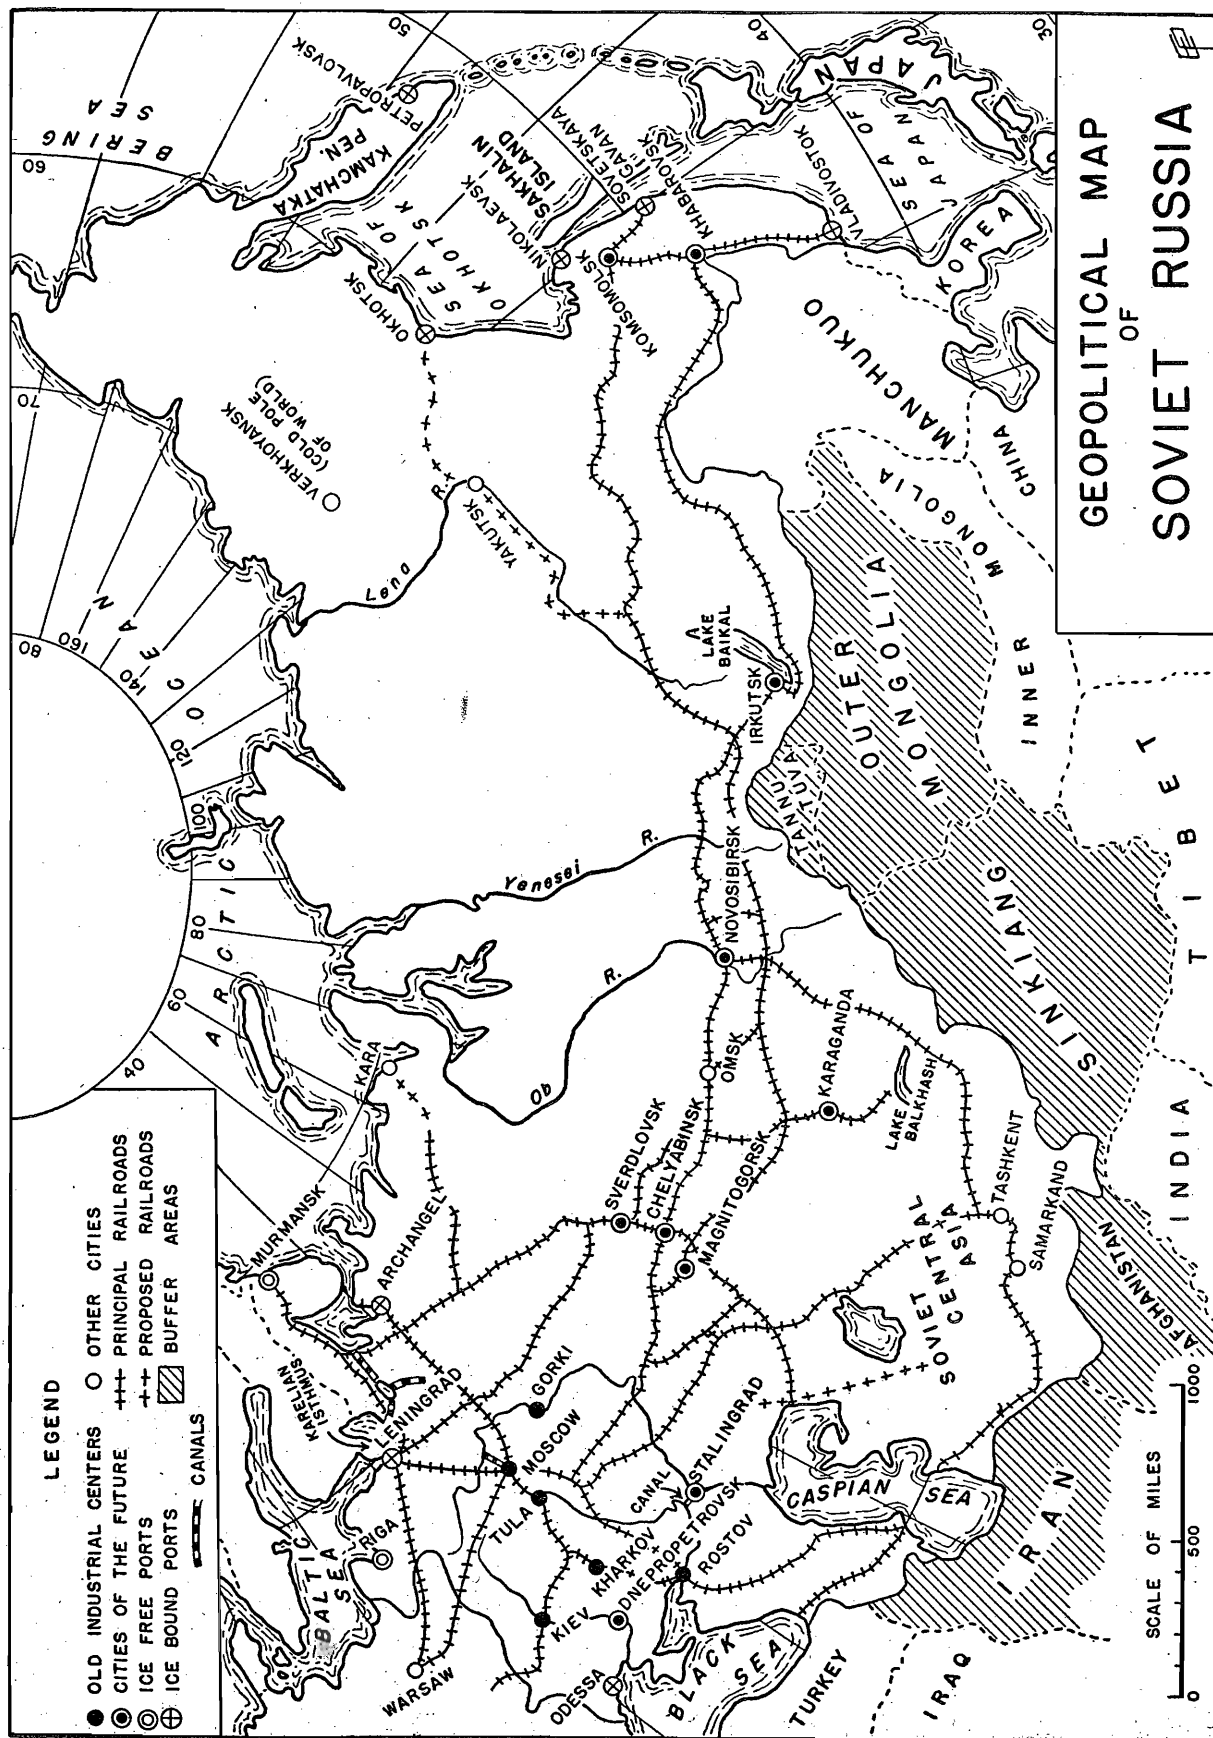 GEOPOLITICAL MAP
OF
SOVIET RUSSIA
LEGEND
OLD INDUSTRIAL CENTERS
CITIES OF THE FUTURE
ICE FREE PORTS
ICE BOUND PORTS
OTHER CITIES
PRINCIPAL RAILROADS
PROPOSED RAILROADS
BUFFER AREAS
CANALS
40
60
80
100
120
140
160
80
70
60
50
40
30
ARCTIC OCEAN
BERING
SEA
PETROPAVLOVSK
KAMCHATKA
PEN.
SEA OF
OKHOTSK
OKHOTSK
VERKHOYANSK
(COLD POLE
OF WORLD)
Lena R.
YAKUTSK
NIKOLAEVSK
SAKHALIN
ISLAND
SOVETSKAYA
GAVAN
KOMSOMOLSK
KHABAROVSK
VLADIVOSTOK
SEA OF
JAPAN
JAPAN
KOREA
MANCHUKUO
CHINA
INNER MONGOLIA
OUTER
MONGOLIA
TANNU
TUVA
LAKE
BAIKAL
IRKUTSK
Yenesei R.
NOVOSIBIRSK
Ob R.
OMSK
KARAGANDA
LAKE
BALKHASH
SINKIANG
TIBET
INDIA
AFGHANISTAN
TASHKENT
SAMARKAND
SOVIET CENTRAL
ASIA
KARA
MURMANSK
ARCHANGEL
KARELIAN
ISTHMUS
LENINGRAD
SVERDLOVSK
CHELYABINSK
MAGNITOGORSK
GORKI
MOSCOW
TULA
BALTIC
SEA
RIGA
WARSAW
KIEV
KHARKOV
DNEPROPETROVSK
CANAL
STALINGRAD
ROSTOV
ODESSA
BLACK
SEA
CASPIAN SEA
TURKEY
IRAQ
IRAN
SCALE OF MILES
0 500 1000